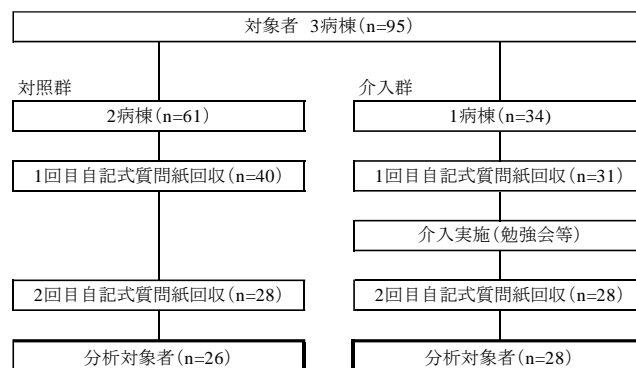 対象者 3病棟(n=95)
対照群
介入群
2病棟(n=61)
1病棟(n=34)
1回目自記式質問紙回収(n=40)
1回目自記式質問紙回収(n=31)
介入実施(勉強会等)
2回目自記式質問紙回収(n=28)
2回目自記式質問紙回収(n=28)
分析対象者(n=26)
分析対象者(n=28)